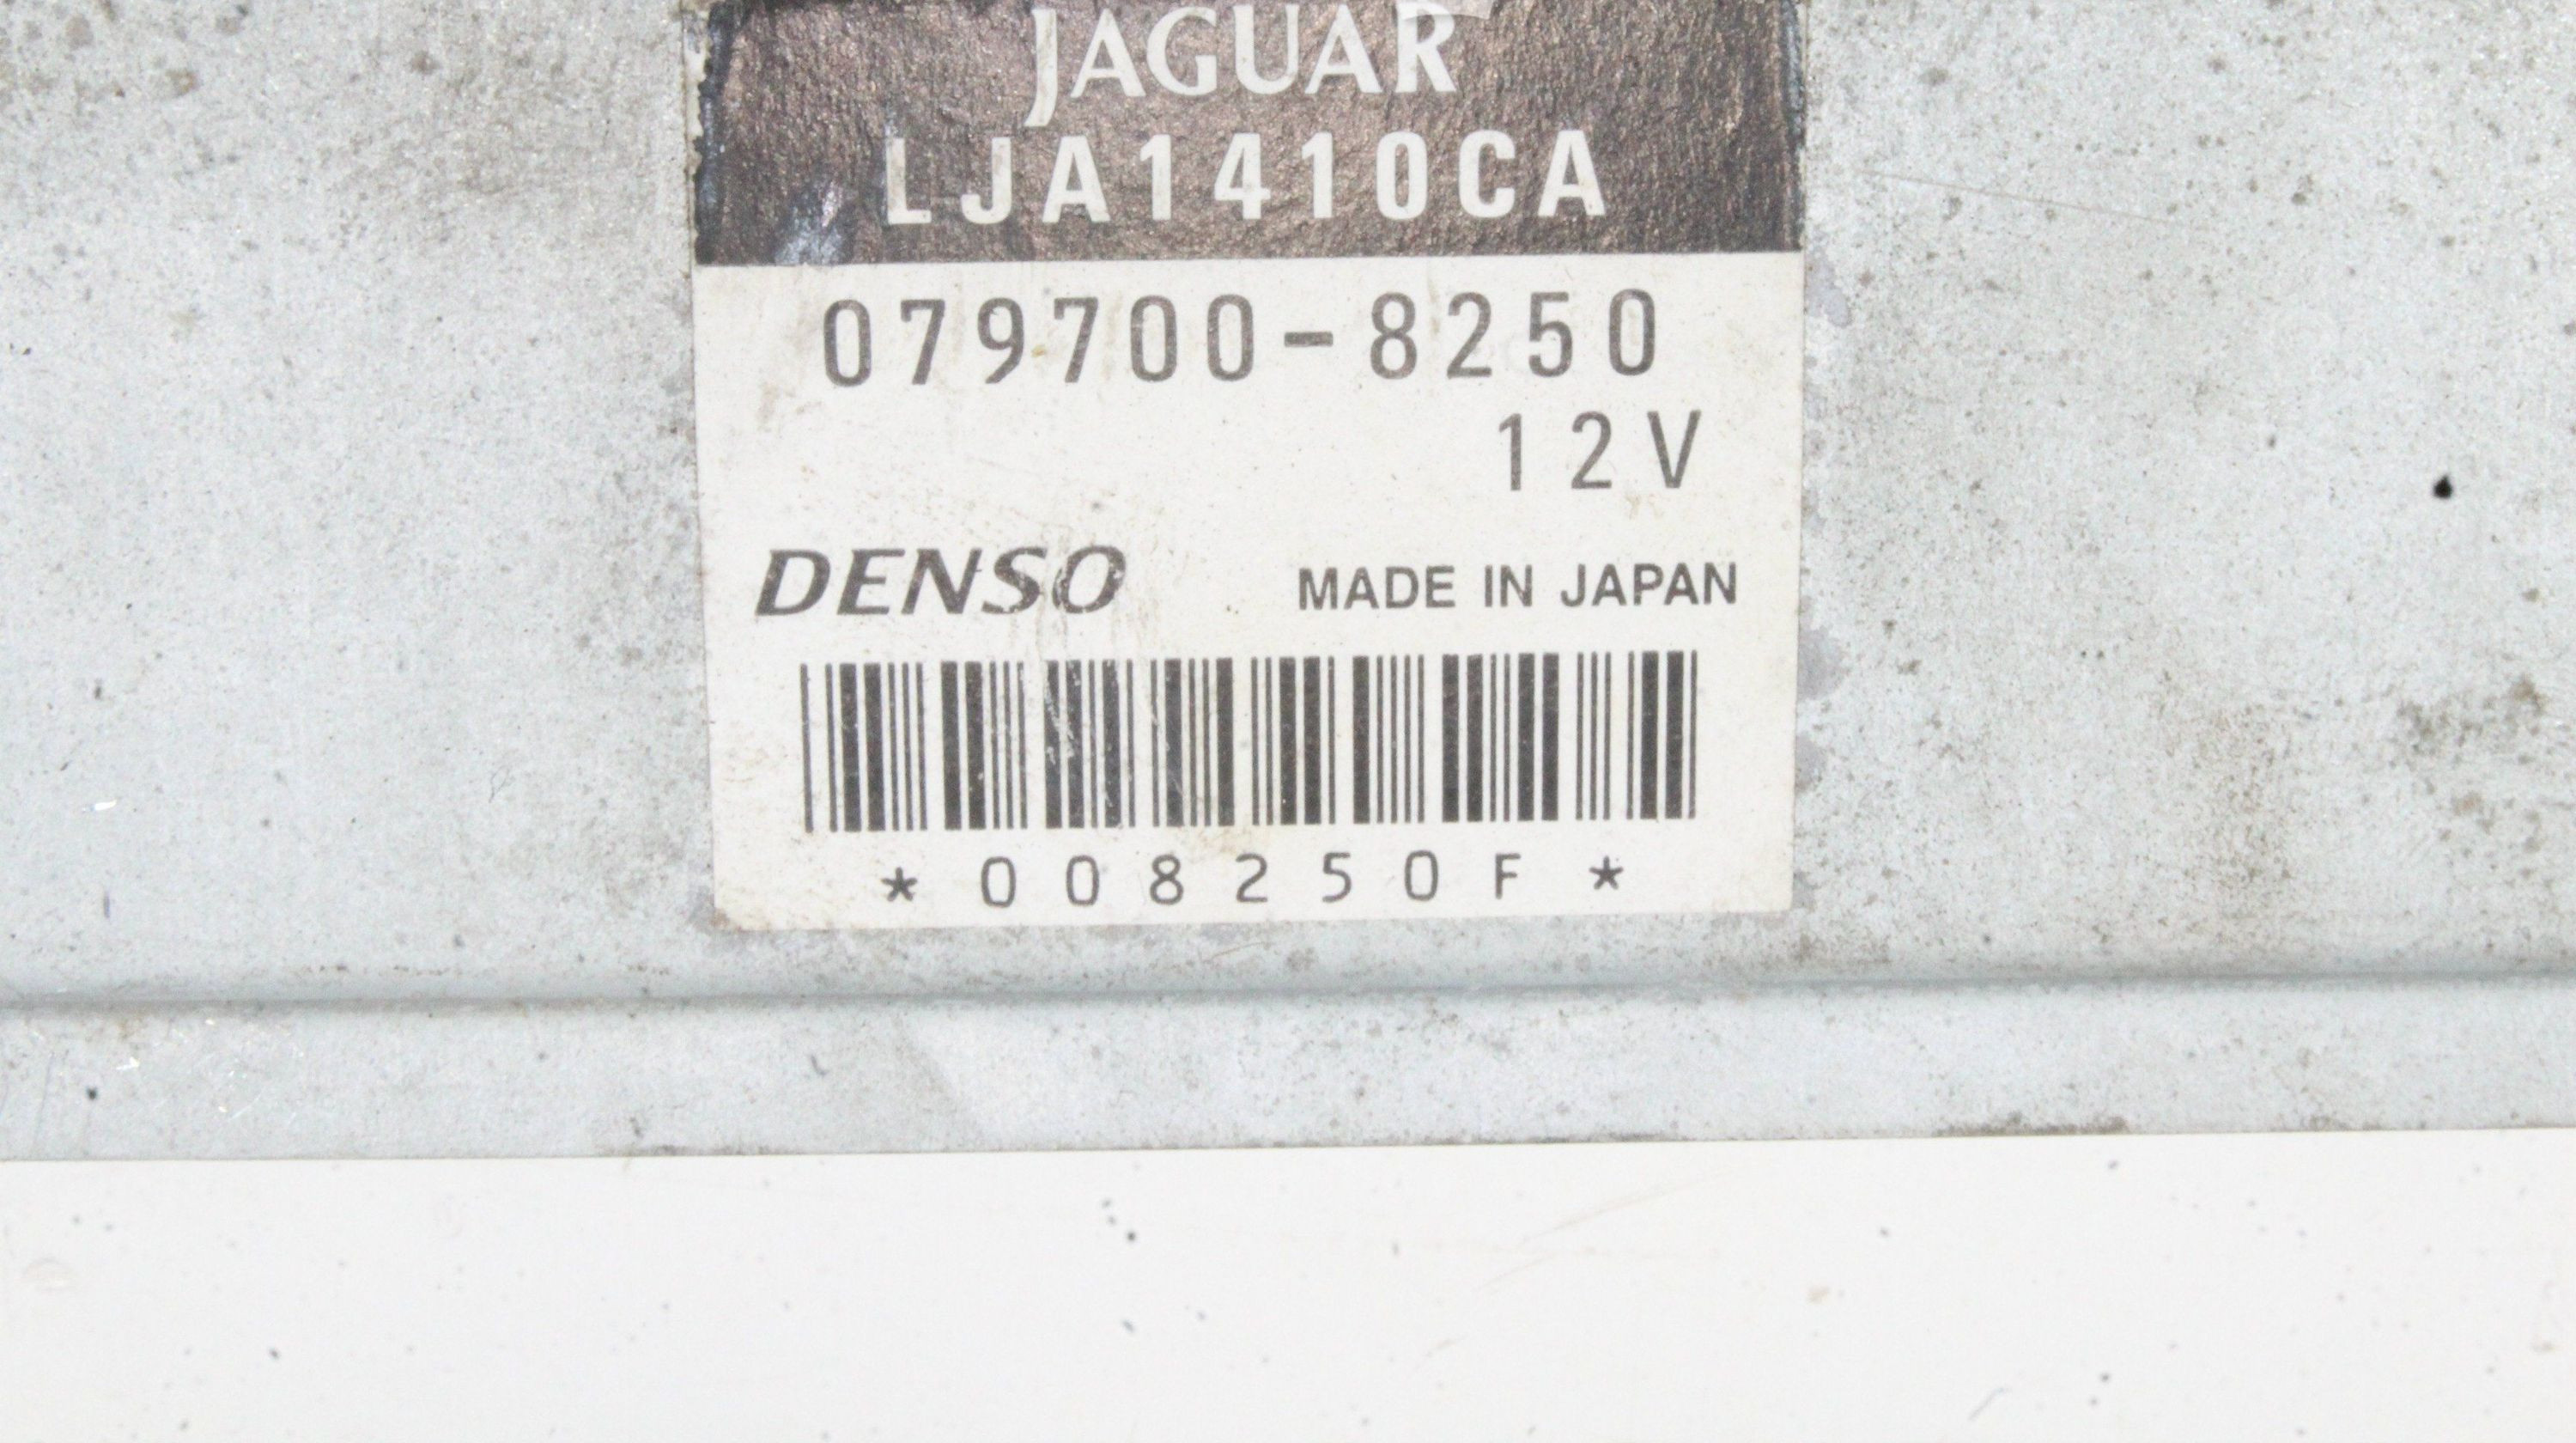 JAGUAR
LJA1410CA
079700-8250
12V
DENSO MADE IN JAPAN
*008250F*